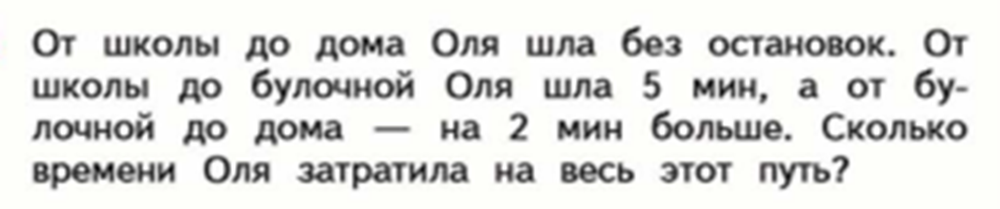 От школы до дома Оля шла без остановок. От
школы до булочной Оля шла 5 мин, а от бу-
лочной до дома — на 2 мин больше. Сколько
времени Оля затратила на весь этот путь?